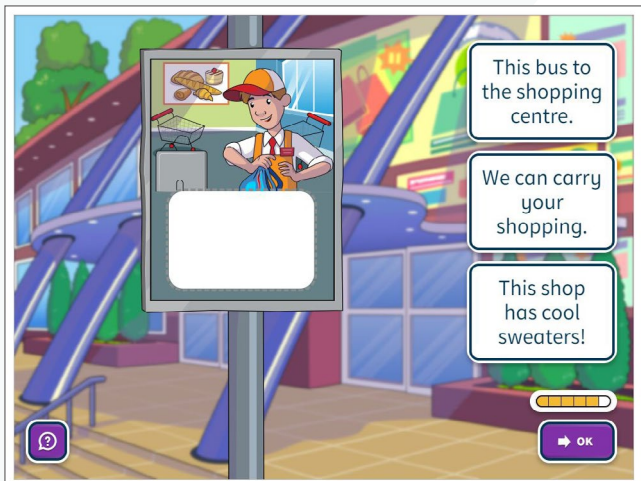 This bus to
the shopping
centre.
We can carry
your
shopping.
This shop
has cool
sweaters!
?
OK